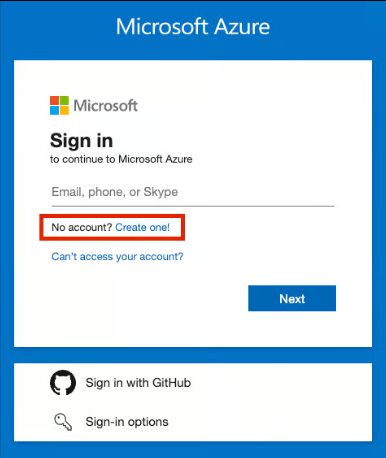 Microsoft Azure
Microsoft
Sign in
to continue to Microsoft Azure
Email, phone, or Skype
No account? Create one!
Can't access your account?
Next
Sign in with GitHub
Sign-in options